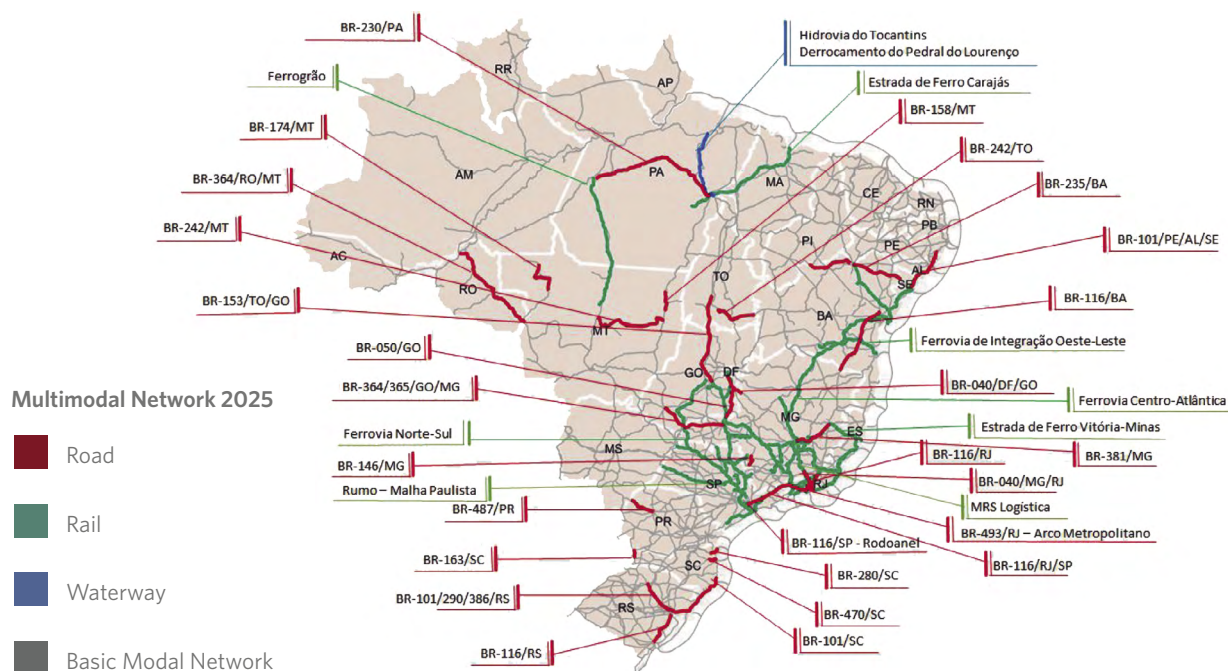 BR-230/PA
Hidrovia do Tocantins
Derrocamento do Pedral do Lourenço
Ferrogrão
Estrada de Ferro Carajás
BR-174/MT
BR-158/MT
BR-364/RO/MT
BR-242/TO
BR-242/MT
BR-235/BA
BR-153/TO/GO
BR-101/PE/AL/SE
BR-050/GO
BR-116/BA
BR-364/365/GO/MG
Ferrovia de Integração Oeste-Leste
Ferrovia Norte-Sul
BR-040/DF/GO
BR-146/MG
Ferrovia Centro-Atlântica
Rumo – Malha Paulista
Estrada de Ferro Vitória-Minas
BR-487/PR
BR-381/MG
BR-163/SC
BR-116/RJ
BR-101/290/386/RS
BR-040/MG/RJ
BR-116/RS
MRS Logística
BR-493/RJ – Arco Metropolitano
BR-116/SP - Rodoanel
BR-116/RJ/SP
BR-280/SC
BR-470/SC
BR-101/SC
RR
AP
AM
PA
MA
CE
RN
PB
PE
PI
AL
SE
AC
RO
TO
BA
MT
GO
DF
MG
ES
MS
SP
RJ
PR
SC
RS
Multimodal Network 2025
Road
Rail
Waterway
Basic Modal Network